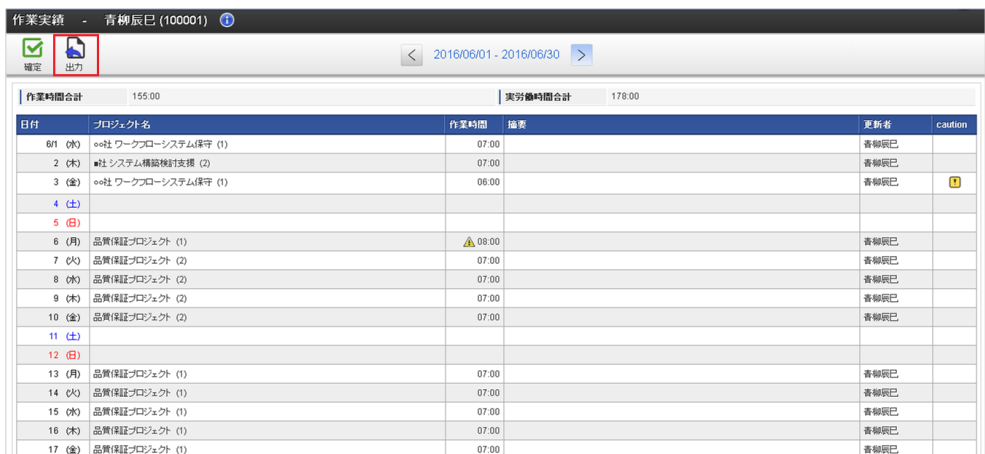 作業実績 - 青柳辰巳 (100001)
確定 出力 2016/06/01 - 2016/06/30
作業時間合計 155:00 実労働時間合計 178:00
日付 プロジェクト名 作業時間 摘要 更新者 caution
6/1 (水) ○○社 ワークフローシステム保守 (1) 07:00 青柳辰巳
2 (木) ■社 システム構築検討支援 (2) 07:00 青柳辰巳
3 (金) ○○社 ワークフローシステム保守 (1) 06:00 青柳辰巳
4 (土)
5 (日)
6 (月) 品質保証プロジェクト (1) 08:00 青柳辰巳
7 (火) 品質保証プロジェクト (2) 07:00 青柳辰巳
8 (水) 品質保証プロジェクト (2) 07:00 青柳辰巳
9 (木) 品質保証プロジェクト (2) 07:00 青柳辰巳
10 (金) 品質保証プロジェクト (2) 07:00 青柳辰巳
11 (土)
12 (日)
13 (月) 品質保証プロジェクト (1) 07:00 青柳辰巳
14 (火) 品質保証プロジェクト (1) 07:00 青柳辰巳
15 (水) 品質保証プロジェクト (1) 07:00 青柳辰巳
16 (木) 品質保証プロジェクト (1) 07:00 青柳辰巳
17 (金) 品質保証プロジェクト (1) 07:00 青柳辰巳